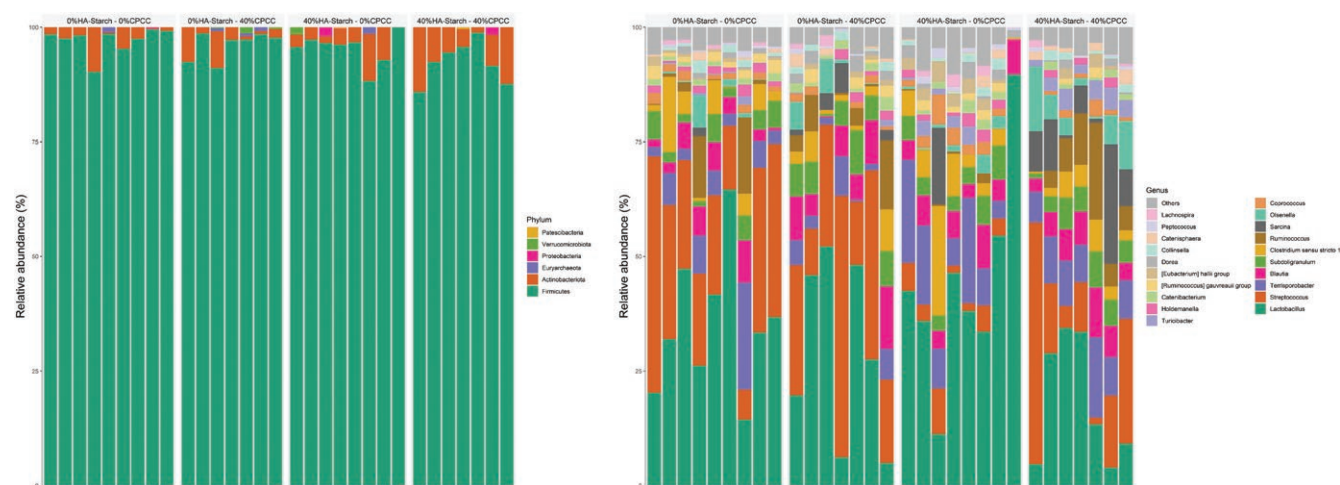 0%HA-Starch - 0%CPCC
0%HA-Starch - 40%CPCC
40%HA-Starch - 0%CPCC
40%HA-Starch - 40%CPCC
100
75
50
25
0
Relative abundance (%)
Phylum
Patescibacteria
Verrucomicrobiota
Proteobacteria
Euryarchaeota
Actinobacteriota
Firmicutes
0%HA-Starch - 0%CPCC
0%HA-Starch - 40%CPCC
40%HA-Starch - 0%CPCC
40%HA-Starch - 40%CPCC
100
75
50
25
0
Relative abundance (%)
Genus
Others
Lachnospira
Peptococcus
Catenisphaera
Collinsella
Dorea
[Eubacterium] hallii group
[Ruminococcus] gauvreauii group
Catenibacterium
Holdemanella
Turicibacter
Coprococcus
Olsenella
Sarcina
Ruminococcus
Clostridium sensu stricto 1
Subdoligranulum
Blautia
Terrisporobacter
Streptococcus
Lactobacillus